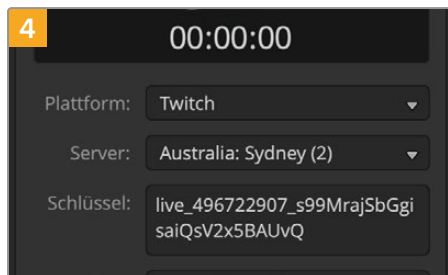 4
00:00:00
Plattform: Twitch
Server: Australia: Sydney (2)
Schlüssel: live_496722907_s99MrajSbGgi
saiQsV2x5BAUvQ